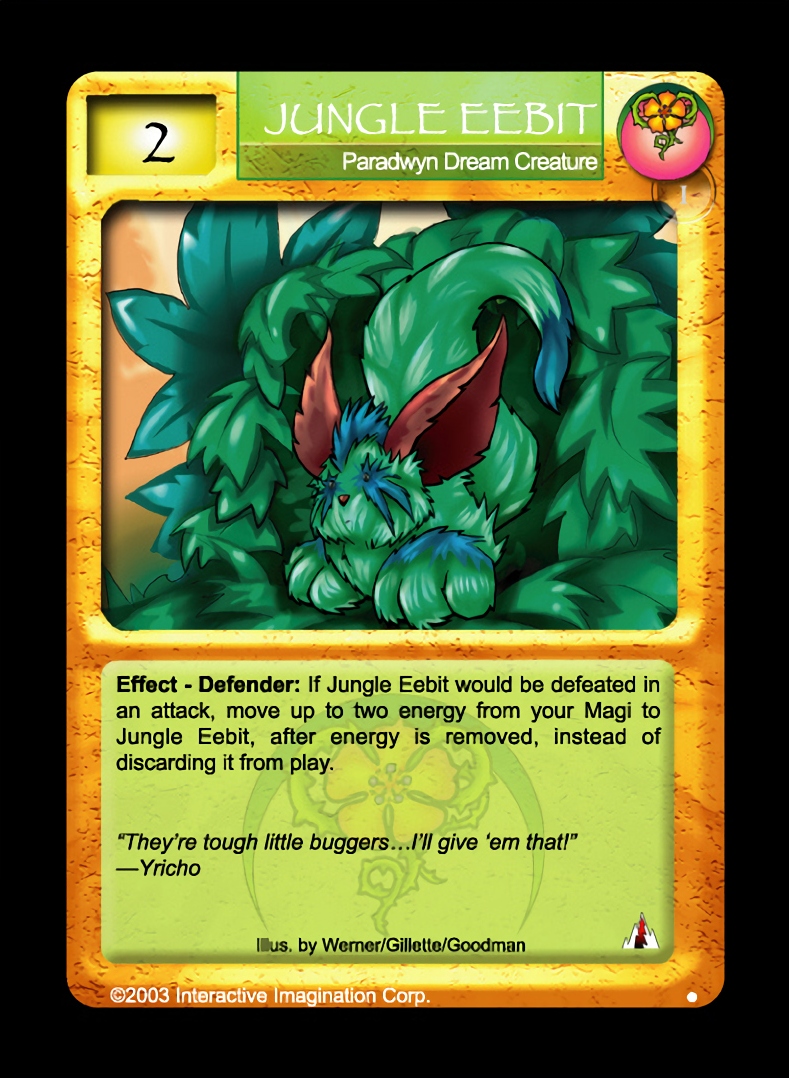 2
JUNGLE EEBIT
Paradwyn Dream Creature
1
Effect - Defender: If Jungle Eebit would be defeated in
an attack, move up to two energy from your Magi to
Jungle Eebit, after energy is removed, instead of
discarding it from play.
“They’re tough little buggers…I’ll give ‘em that!”
—Yricho
Illus. by Werner/Gillette/Goodman
©2003 Interactive Imagination Corp.